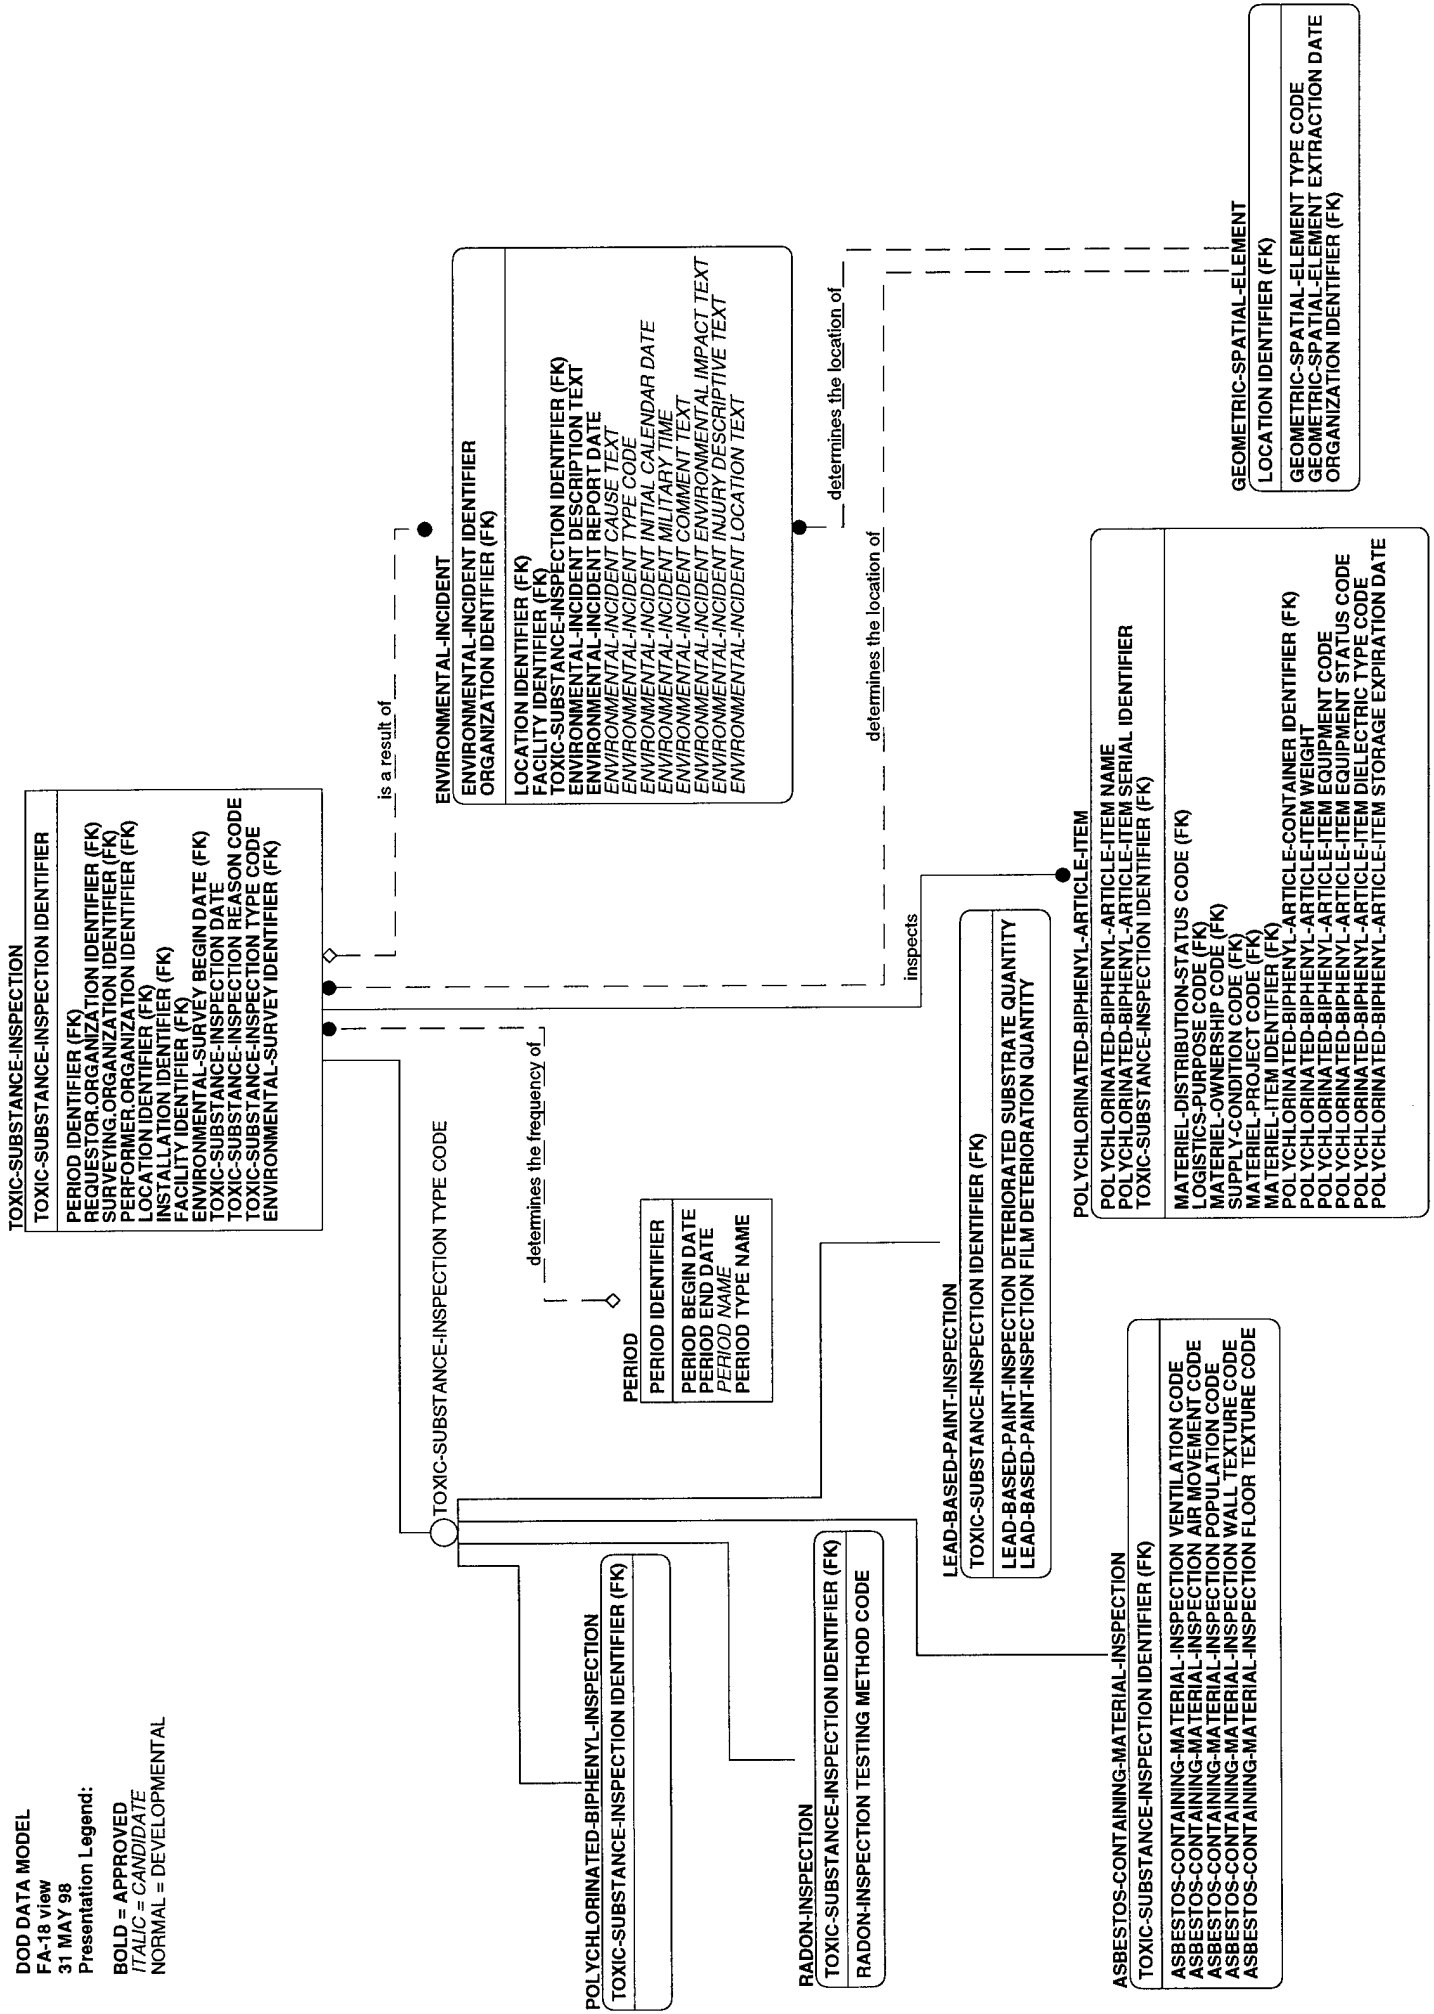 DOD DATA MODEL
FA-18 view
31 MAY 98
Presentation Legend:
BOLD = APPROVED
ITALIC = CANDIDATE
NORMAL = DEVELOPMENTAL
TOXIC-SUBSTANCE-INSPECTION
TOXIC-SUBSTANCE-INSPECTION IDENTIFIER
PERIOD IDENTIFIER (FK)
REQUESTOR.ORGANIZATION IDENTIFIER (FK)
SURVEYING.ORGANIZATION IDENTIFIER (FK)
PERFORMER.ORGANIZATION IDENTIFIER (FK)
LOCATION IDENTIFIER (FK)
INSTALLATION IDENTIFIER (FK)
FACILITY IDENTIFIER (FK)
ENVIRONMENTAL-SURVEY BEGIN DATE (FK)
TOXIC-SUBSTANCE-INSPECTION DATE
TOXIC-SUBSTANCE-INSPECTION REASON CODE
TOXIC-SUBSTANCE-INSPECTION TYPE CODE
ENVIRONMENTAL-SURVEY IDENTIFIER (FK)
is a result of
ENVIRONMENTAL-INCIDENT
ENVIRONMENTAL-INCIDENT IDENTIFIER
ORGANIZATION IDENTIFIER (FK)
LOCATION IDENTIFIER (FK)
FACILITY IDENTIFIER (FK)
TOXIC-SUBSTANCE-INSPECTION IDENTIFIER (FK)
ENVIRONMENTAL-INCIDENT DESCRIPTION TEXT
ENVIRONMENTAL-INCIDENT REPORT DATE
ENVIRONMENTAL-INCIDENT CAUSE TEXT
ENVIRONMENTAL-INCIDENT TYPE CODE
ENVIRONMENTAL-INCIDENT INITIAL CALENDAR DATE
ENVIRONMENTAL-INCIDENT MILITARY TIME
ENVIRONMENTAL-INCIDENT COMMENT TEXT
ENVIRONMENTAL-INCIDENT ENVIRONMENTAL IMPACT TEXT
ENVIRONMENTAL-INCIDENT INJURY DESCRIPTIVE TEXT
ENVIRONMENTAL-INCIDENT LOCATION TEXT
determines the location of
determines the location of
TOXIC-SUBSTANCE-INSPECTION TYPE CODE
determines the frequency of
PERIOD
PERIOD IDENTIFIER
PERIOD BEGIN DATE
PERIOD END DATE
PERIOD NAME
PERIOD TYPE NAME
inspects
POLYCHLORINATED-BIPHENYL-INSPECTION
TOXIC-SUBSTANCE-INSPECTION IDENTIFIER (FK)
RADON-INSPECTION
TOXIC-SUBSTANCE-INSPECTION IDENTIFIER (FK)
RADON-INSPECTION TESTING METHOD CODE
LEAD-BASED-PAINT-INSPECTION
TOXIC-SUBSTANCE-INSPECTION IDENTIFIER (FK)
LEAD-BASED-PAINT-INSPECTION DETERIORATED SUBSTRATE QUANTITY
LEAD-BASED-PAINT-INSPECTION FILM DETERIORATION QUANTITY
ASBESTOS-CONTAINING-MATERIAL-INSPECTION
TOXIC-SUBSTANCE-INSPECTION IDENTIFIER (FK)
ASBESTOS-CONTAINING-MATERIAL-INSPECTION VENTILATION CODE
ASBESTOS-CONTAINING-MATERIAL-INSPECTION AIR MOVEMENT CODE
ASBESTOS-CONTAINING-MATERIAL-INSPECTION POPULATION CODE
ASBESTOS-CONTAINING-MATERIAL-INSPECTION WALL TEXTURE CODE
ASBESTOS-CONTAINING-MATERIAL-INSPECTION FLOOR TEXTURE CODE
POLYCHLORINATED-BIPHENYL-ARTICLE-ITEM
POLYCHLORINATED-BIPHENYL-ARTICLE-ITEM NAME
POLYCHLORINATED-BIPHENYL-ARTICLE-ITEM SERIAL IDENTIFIER
TOXIC-SUBSTANCE-INSPECTION IDENTIFIER (FK)
MATERIEL-DISTRIBUTION-STATUS CODE (FK)
LOGISTICS-PURPOSE CODE (FK)
MATERIEL-OWNERSHIP CODE (FK)
SUPPLY-CONDITION CODE (FK)
MATERIEL-PROJECT CODE (FK)
MATERIEL-ITEM IDENTIFIER (FK)
POLYCHLORINATED-BIPHENYL-ARTICLE-CONTAINER IDENTIFIER (FK)
POLYCHLORINATED-BIPHENYL-ARTICLE-ITEM WEIGHT
POLYCHLORINATED-BIPHENYL-ARTICLE-ITEM EQUIPMENT CODE
POLYCHLORINATED-BIPHENYL-ARTICLE-ITEM EQUIPMENT STATUS CODE
POLYCHLORINATED-BIPHENYL-ARTICLE-ITEM DIELECTRIC TYPE CODE
POLYCHLORINATED-BIPHENYL-ARTICLE-ITEM STORAGE EXPIRATION DATE
GEOMETRIC-SPATIAL-ELEMENT
LOCATION IDENTIFIER (FK)
GEOMETRIC-SPATIAL-ELEMENT TYPE CODE
GEOMETRIC-SPATIAL-ELEMENT EXTRACTION DATE
ORGANIZATION IDENTIFIER (FK)